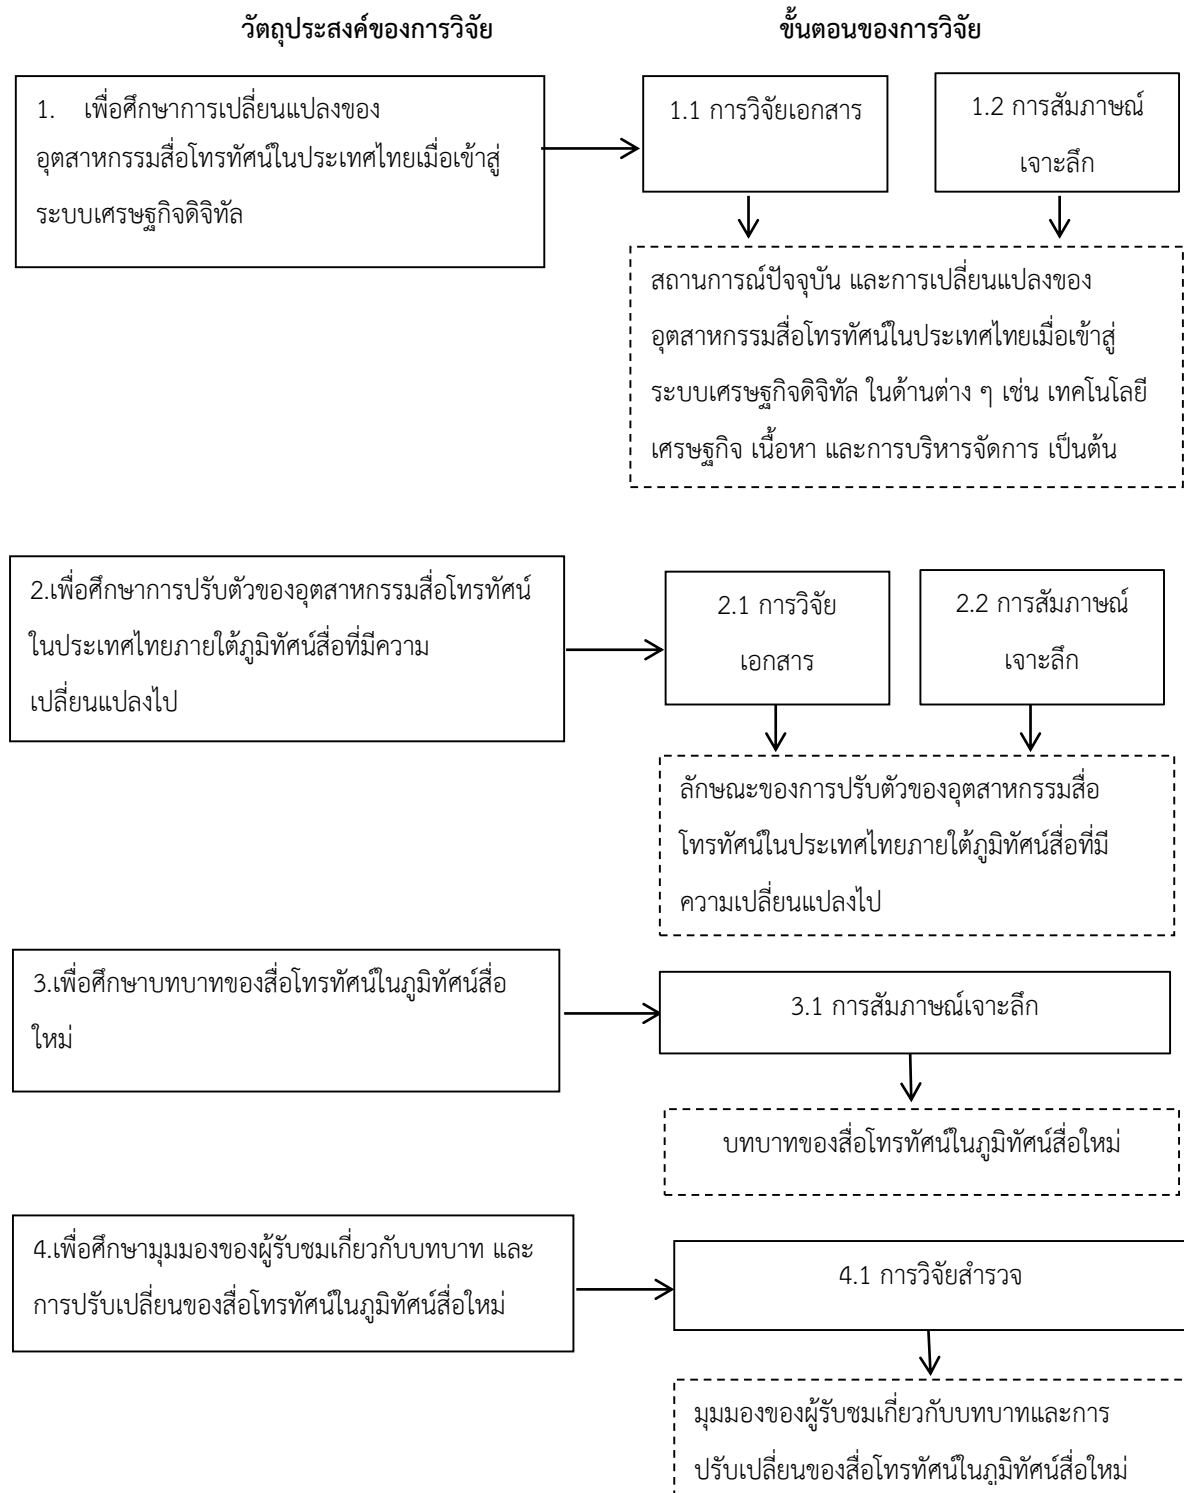 วัตถุประสงค์ของการวิจัย
ขั้นตอนของการวิจัย
1. เพื่อศึกษาการเปลี่ยนแปลงของ
อุตสาหกรรมสื่อโทรทัศน์ในประเทศไทยเมื่อเข้าสู่
ระบบเศรษฐกิจดิจิทัล
1.1 การวิจัยเอกสาร
1.2 การสัมภาษณ์
เจาะลึก
สถานการณ์ปัจจุบัน และการเปลี่ยนแปลงของ
อุตสาหกรรมสื่อโทรทัศน์ในประเทศไทยเมื่อเข้าสู่
ระบบเศรษฐกิจดิจิทัล ในด้านต่าง ๆ เช่น เทคโนโลยี
เศรษฐกิจ เนื้อหา และการบริหารจัดการ เป็นต้น
2.เพื่อศึกษาการปรับตัวของอุตสาหกรรมสื่อโทรทัศน์
ในประเทศไทยภายใต้ภูมิทัศน์สื่อที่มีความ
เปลี่ยนแปลงไป
2.1 การวิจัย
เอกสาร
2.2 การสัมภาษณ์
เจาะลึก
ลักษณะของการปรับตัวของอุตสาหกรรมสื่อ
โทรทัศน์ในประเทศไทยภายใต้ภูมิทัศน์สื่อที่มี
ความเปลี่ยนแปลงไป
3.เพื่อศึกษาบทบาทของสื่อโทรทัศน์ในภูมิทัศน์สื่อ
ใหม่
3.1 การสัมภาษณ์เจาะลึก
บทบาทของสื่อโทรทัศน์ในภูมิทัศน์สื่อใหม่
4.เพื่อศึกษามุมมองของผู้รับชมเกี่ยวกับบทบาท และ
การปรับเปลี่ยนของสื่อโทรทัศน์ในภูมิทัศน์สื่อใหม่
4.1 การวิจัยสำรวจ
มุมมองของผู้รับชมเกี่ยวกับบทบาทและการ
ปรับเปลี่ยนของสื่อโทรทัศน์ในภูมิทัศน์สื่อใหม่